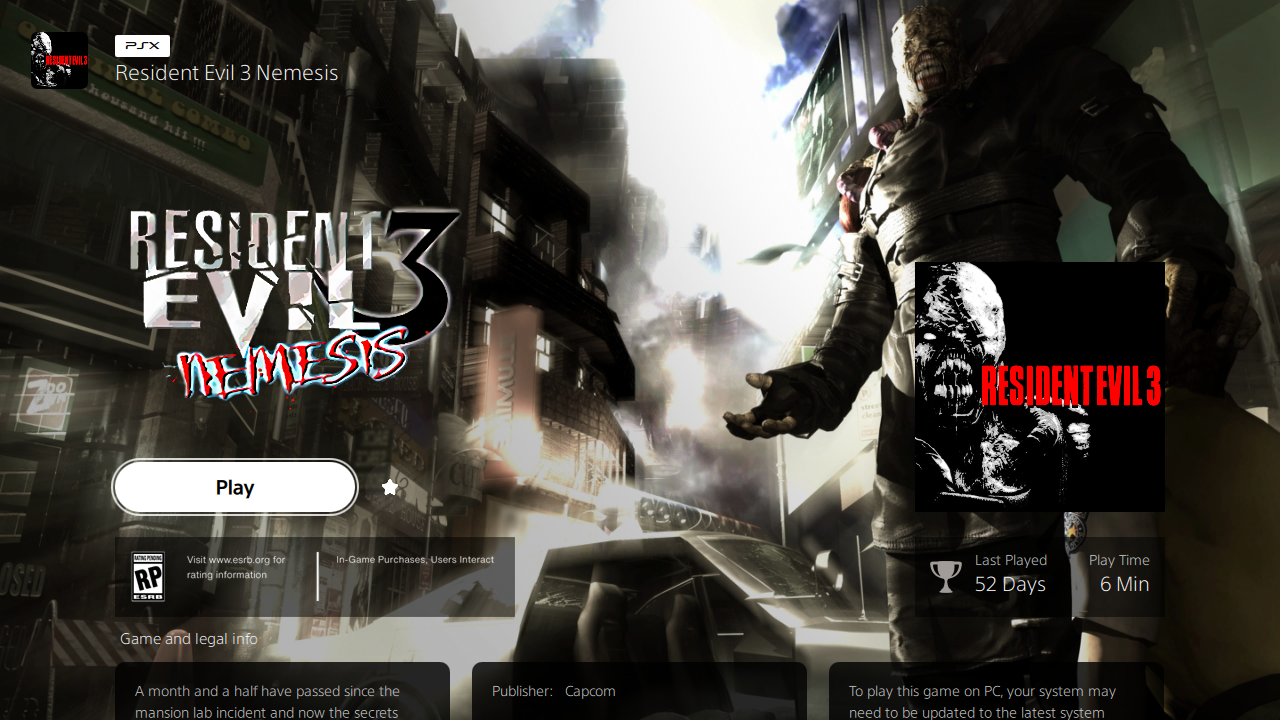 PSX
Resident Evil 3 Nemesis
RESIDENT EVIL 3
RESIDENT
EVIL 3
NEMESIS
RESIDENT EVIL 3
Play
RATING PENDING
RP
ESRB
Visit www.esrb.org for
rating information
In-Game Purchases, Users Interact
Last Played
52 Days
Play Time
6 Min
Game and legal info
A month and a half have passed since the
mansion lab incident and now the secrets
Publisher: Capcom
To play this game on PC, your system may
need to be updated to the latest system